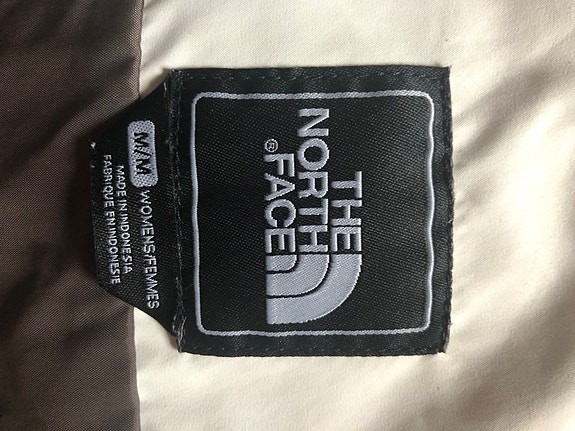 THE
NORTH
FACE®
M/M WOMENS/FEMMES
MADE IN INDONESIA
FABRIQUE EN INDONESIE